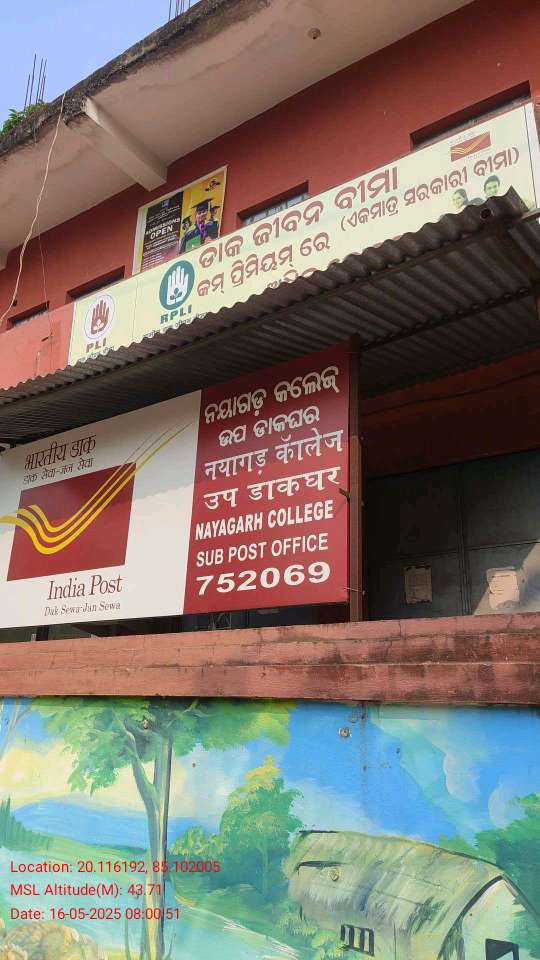 ADMISSIONS
OPEN
ଡାକ ଜୀବନ ବୀମା
(ଏକମାତ୍ର ସରକାରୀ ବୀମା)
କମ୍ ପ୍ରିମିୟମ୍ ରେ
PLI
RPLI
भारतीय डाक
डाक सेवा-जन सेवा
India Post
Dak Sewa-Jan Sewa
ନୟାଗଡ଼ କଲେଜ୍
ଉପ ଡାକଘର
नयागड़ कॅालेज
उप डाकघर
NAYAGARH COLLEGE
SUB POST OFFICE
752069
Location: 20.116192, 85.102005
MSL Altitude(M): 43.71
Date: 16-05-2025 08:00:51